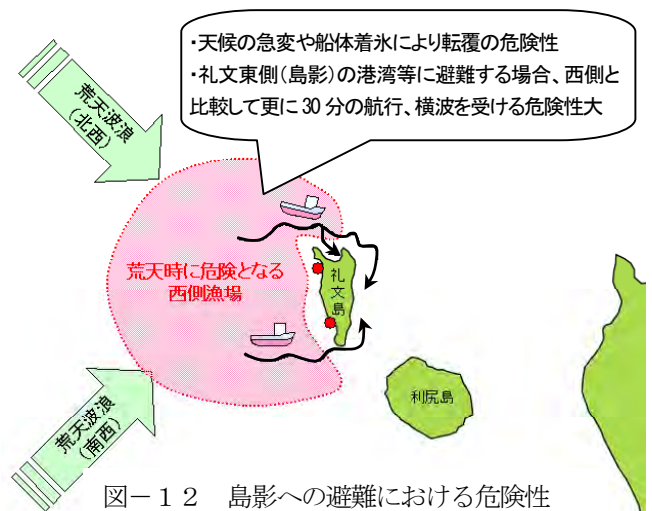 ・天候の急変や船体着氷により転覆の危険性
・礼文東側(島影)の港湾等に避難する場合、西側と
比較して更に30分の航行、横波を受ける危険性大
荒天波浪
(北西)
荒天時に危険となる
西側漁場
礼文島
利尻島
荒天波浪
(南西)
図－１２　島影への避難における危険性